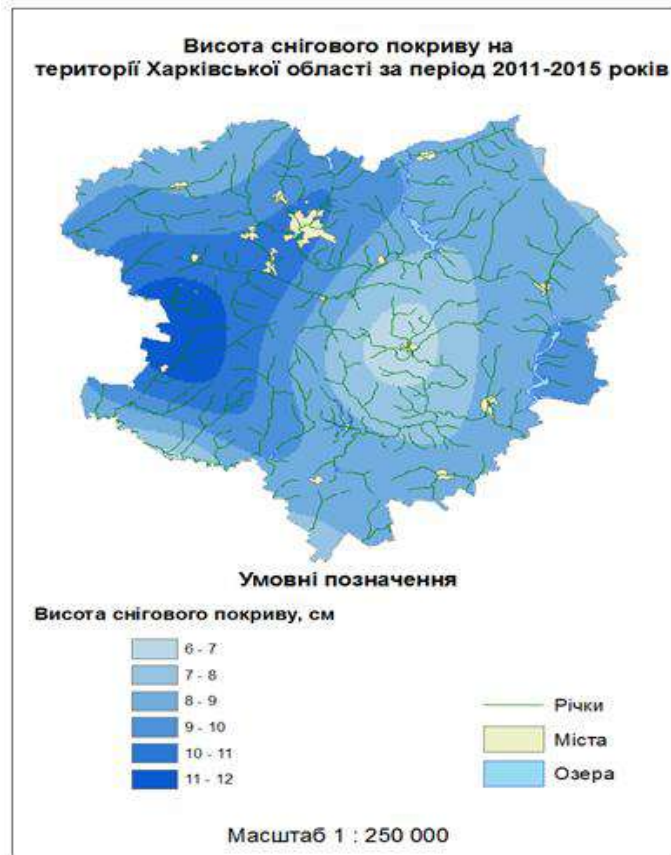 Висота снігового покриву на
території Харківської області за період 2011-2015 років
Умовні позначення
Висота снігового покриву, см
6 - 7
7 - 8
8 - 9
9 - 10
10 - 11
11 - 12
Річки
Міста
Озера
Масштаб 1 : 250 000